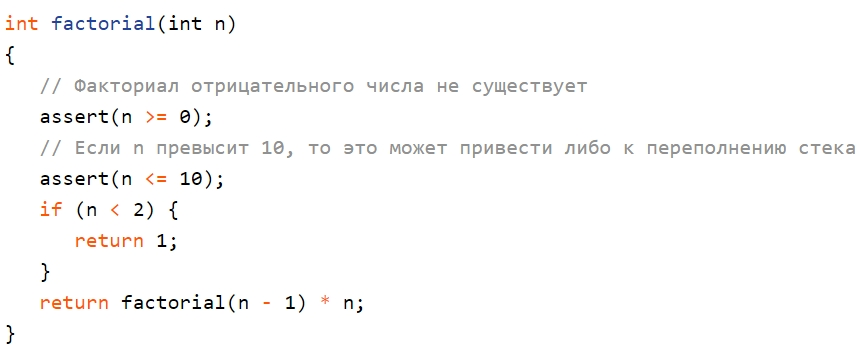 int factorial(int n)
{
// Факториал отрицательного числа не существует
assert(n >= 0);
// Если n превысит 10, то это может привести либо к переполнению стека
assert(n <= 10);
if (n < 2) {
return 1;
}
return factorial(n - 1) * n;
}